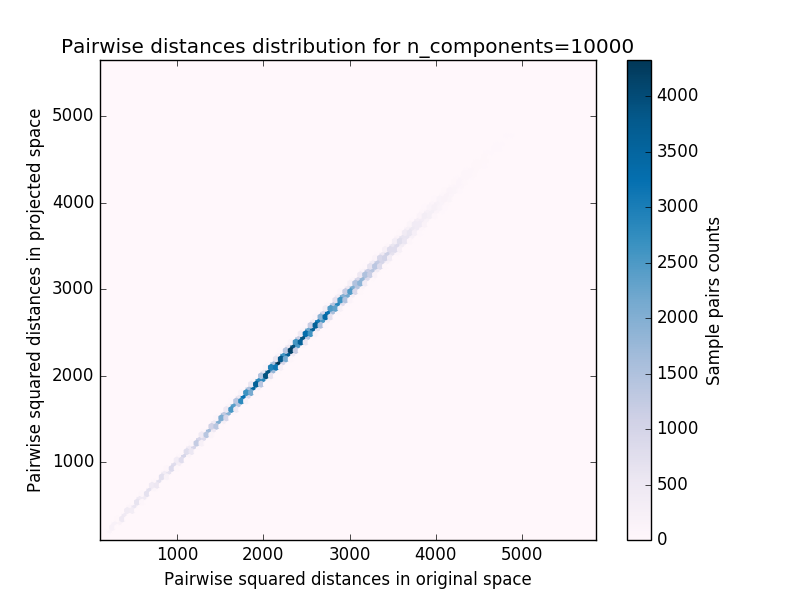 Pairwise distances distribution for n_components=10000
Pairwise squared distances in projected space
5000
4000
3000
2000
1000
1000 2000 3000 4000 5000
Pairwise squared distances in original space
4000
3500
3000
2500
2000
1500
1000
500
0
Sample pairs counts